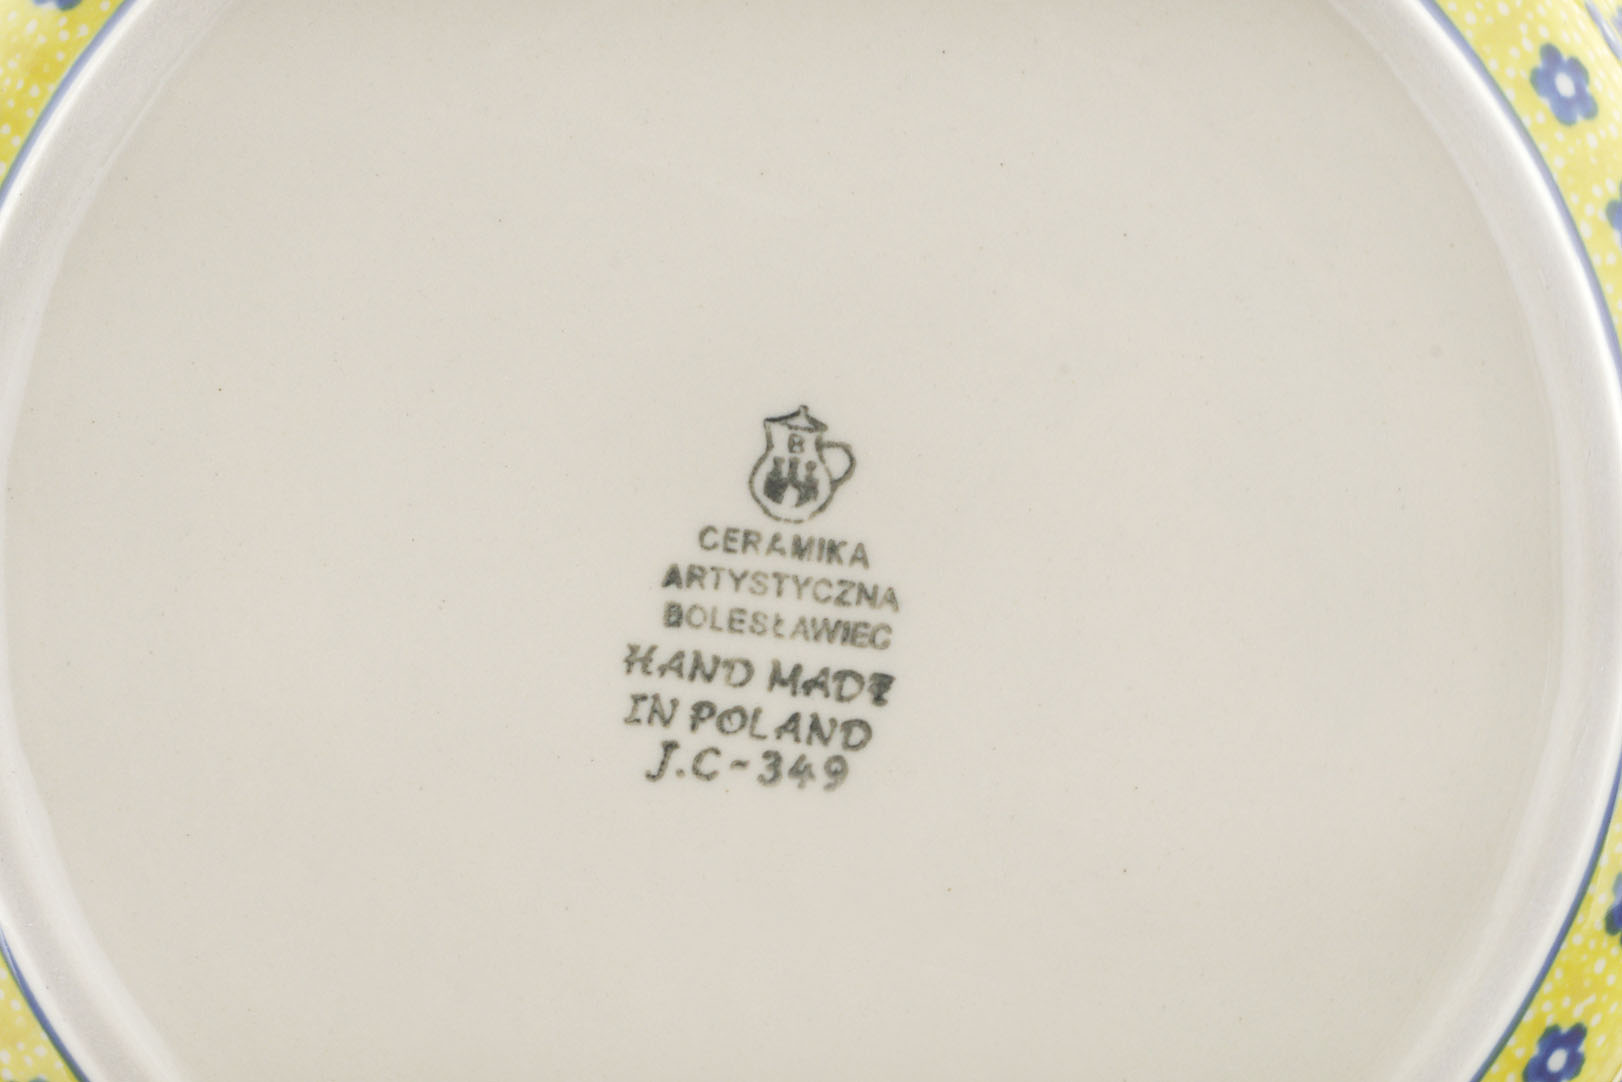 B
CERAMIKA
ARTYSTYCZNA
BOLESŁAWIEC
HAND MADE
IN POLAND
J.C-349